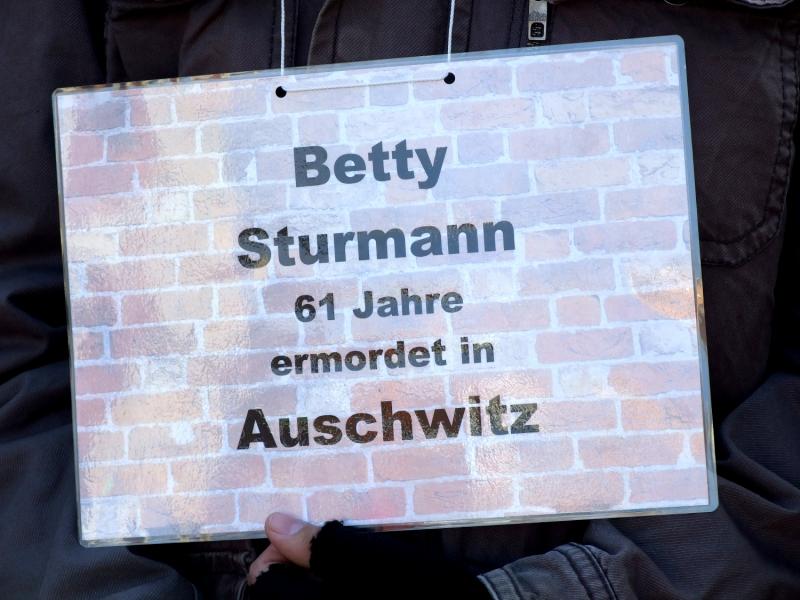 Betty
Sturmann
61 Jahre
ermordet in
Auschwitz